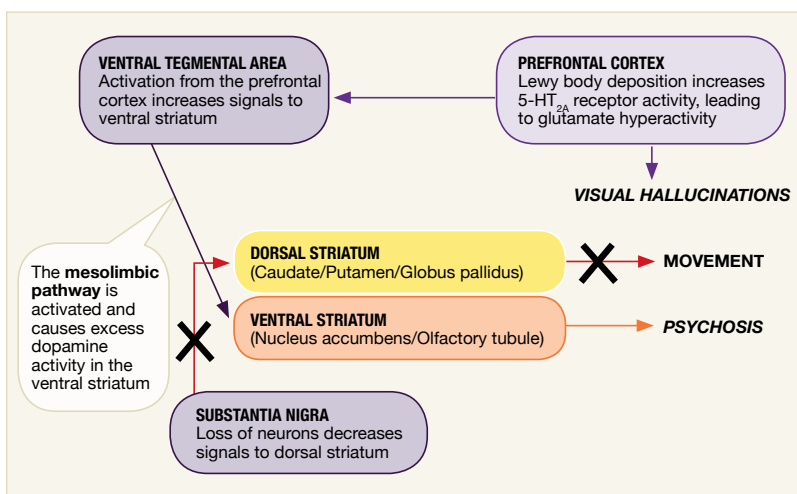 VENTRAL TEGMENTAL AREA
Activation from the prefrontal
cortex increases signals to
ventral striatum
PREFRONTAL CORTEX
Lewy body deposition increases
5-HT2A receptor activity, leading
to glutamate hyperactivity
VISUAL HALLUCINATIONS
The mesolimbic
pathway is
activated and
causes excess
dopamine
activity in the
ventral striatum
DORSAL STRIATUM
(Caudate/Putamen/Globus pallidus)
MOVEMENT
VENTRAL STRIATUM
(Nucleus accumbens/Olfactory tubule)
PSYCHOSIS
SUBSTANTIA NIGRA
Loss of neurons decreases
signals to dorsal striatum